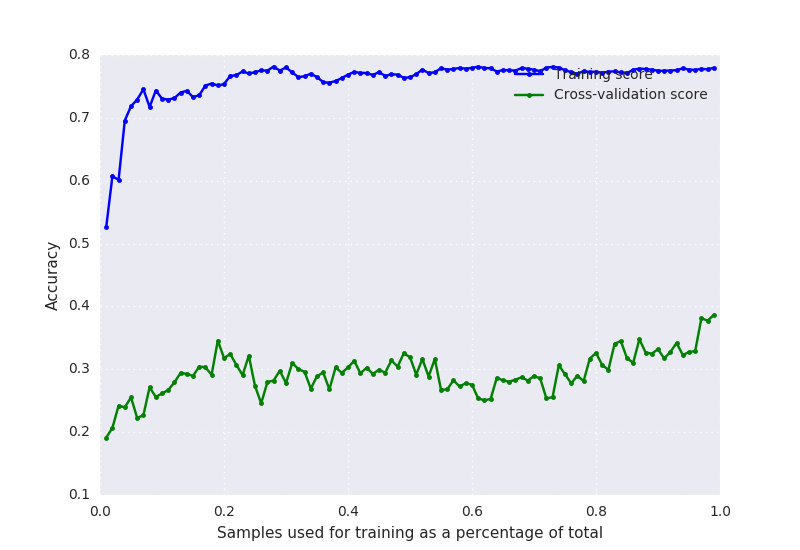 0.8
0.7
0.6
0.5
0.4
0.3
0.2
0.1
Accuracy
Training score
Cross-validation score
0.0 0.2 0.4 0.6 0.8 1.0
Samples used for training as a percentage of total